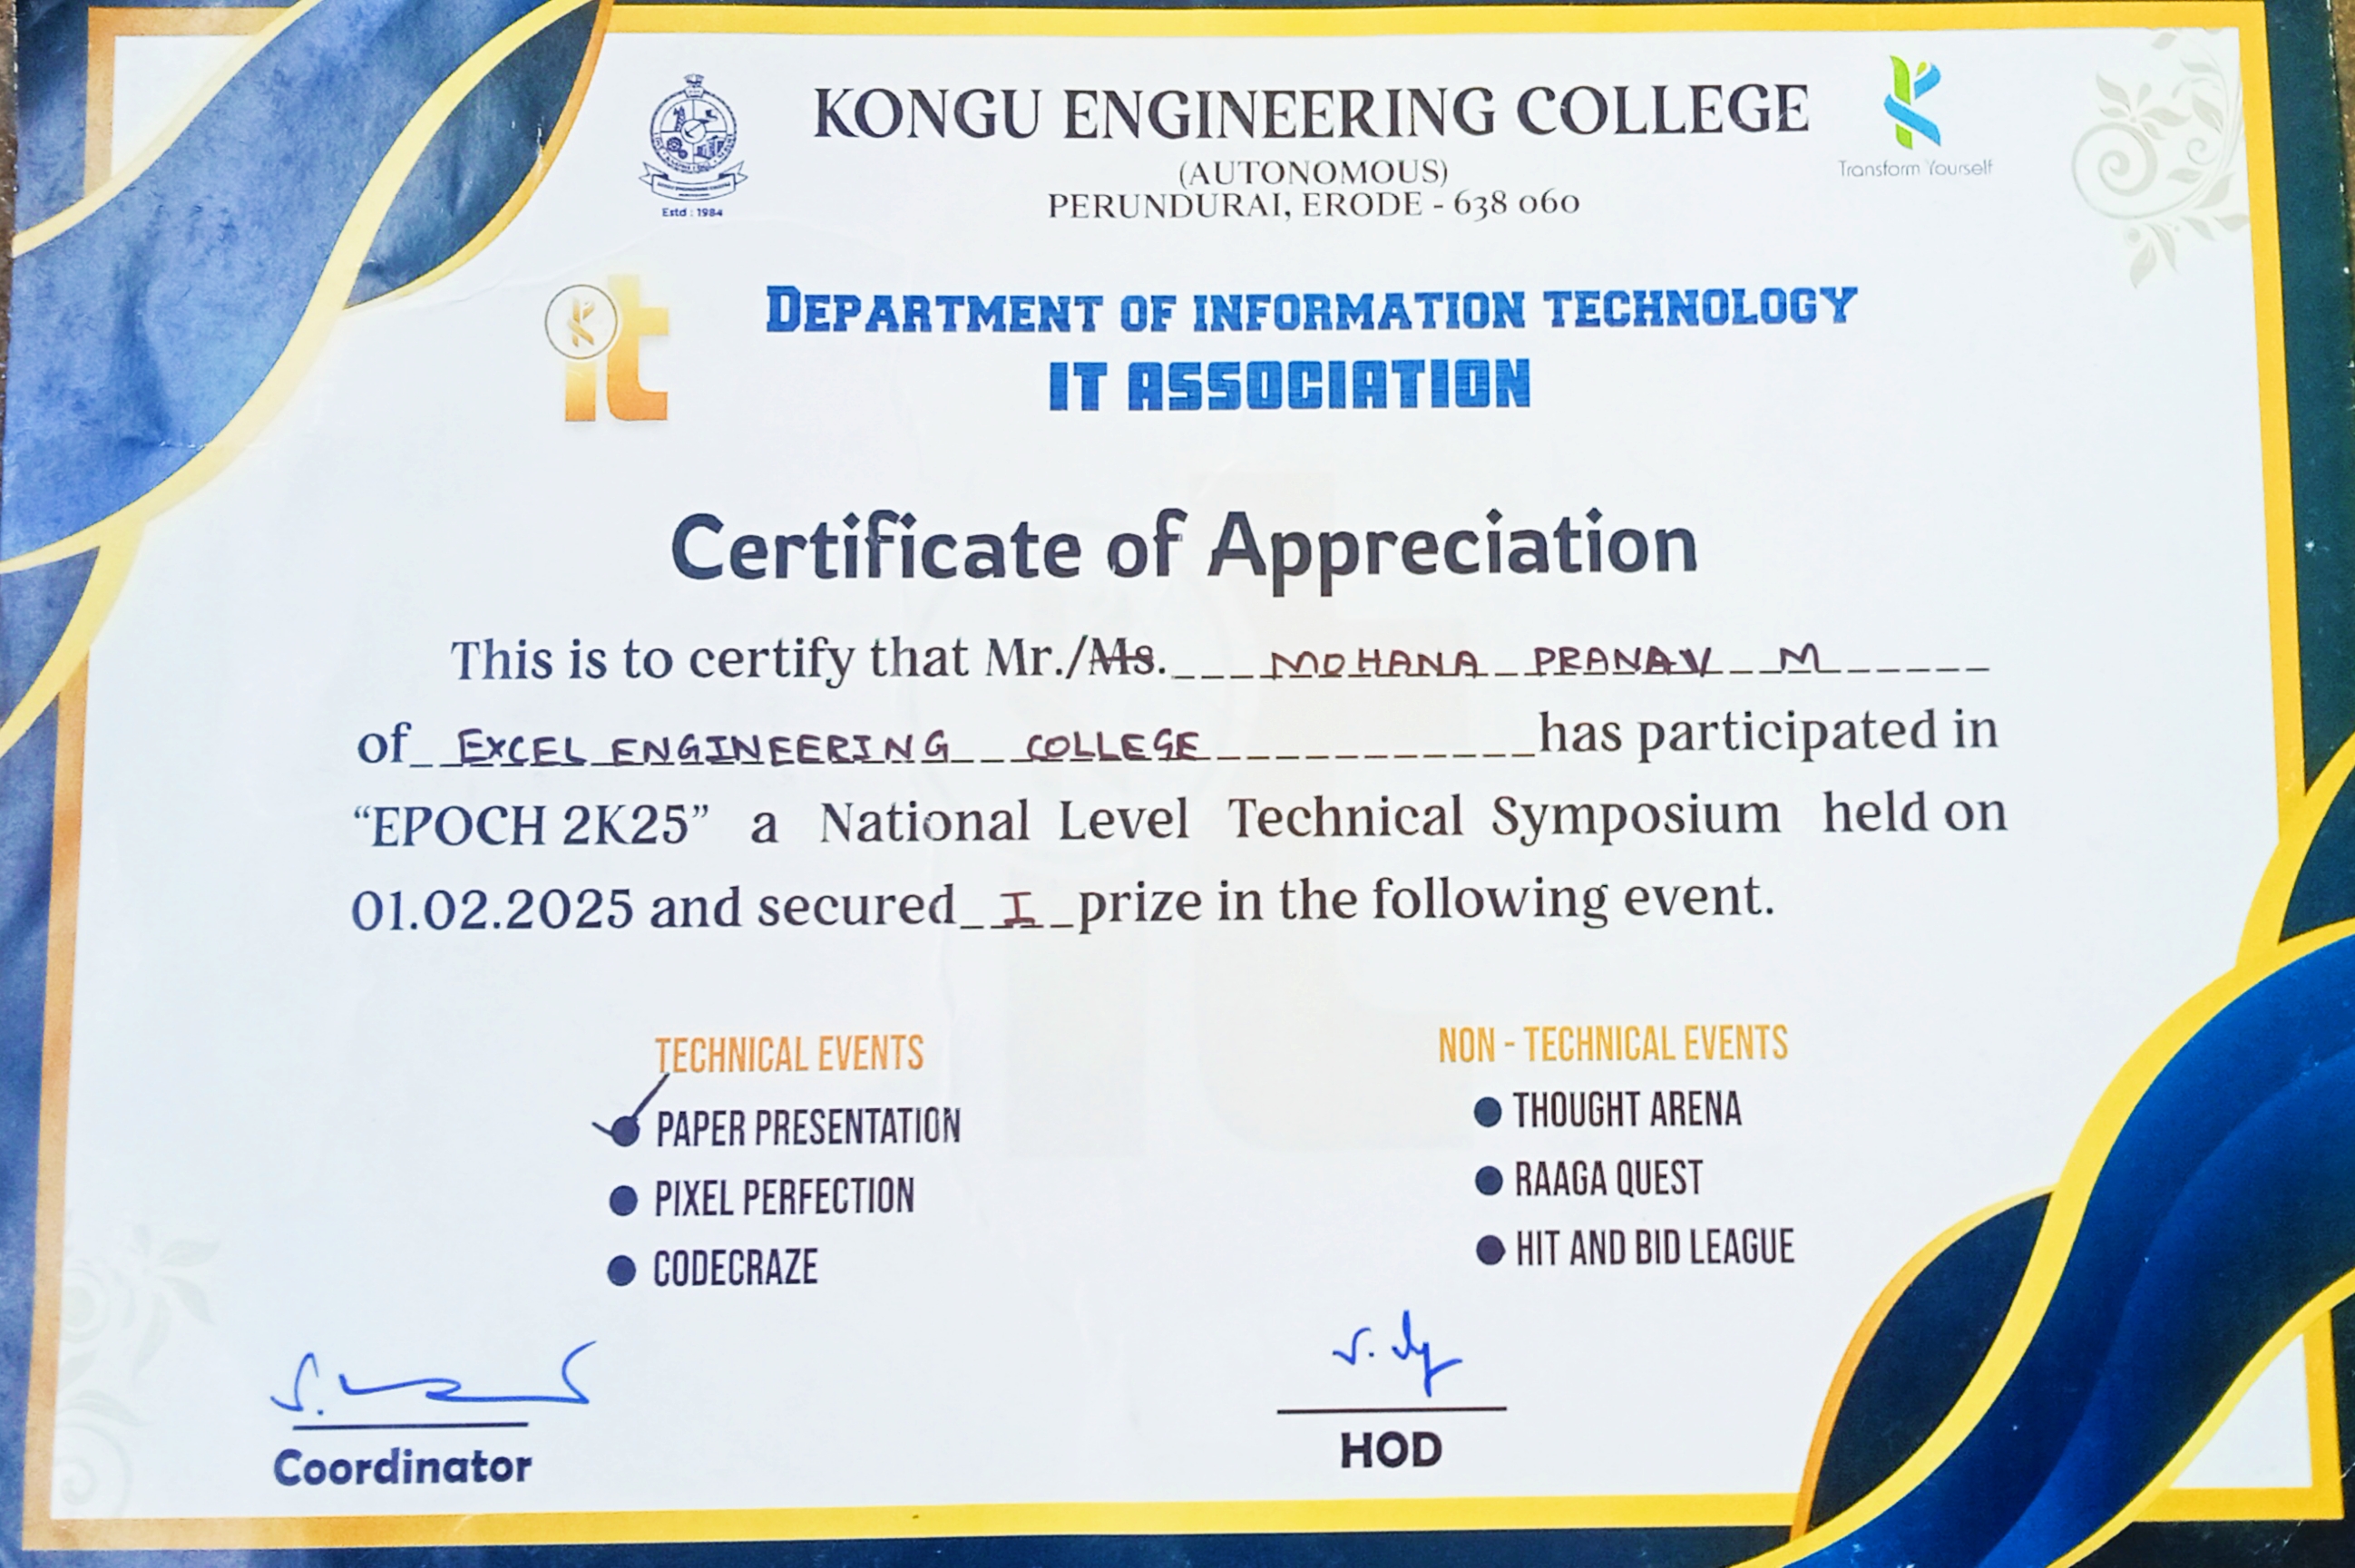 KONGU ENGINEERING COLLEGE
(AUTONOMOUS)
PERUNDURAI, ERODE - 638 060
Estd : 1984
Transform Yourself
it
DEPARTMENT OF INFORMATION TECHNOLOGY
IT ASSOCIATION
Certificate of Appreciation
This is to certify that Mr./Ms. MOHANA PRANAV M
of EXCEL ENGINEERING COLLEGE has participated in
“EPOCH 2K25” a National Level Technical Symposium held on
01.02.2025 and secured I prize in the following event.
TECHNICAL EVENTS
PAPER PRESENTATION
PIXEL PERFECTION
CODECRAZE
NON - TECHNICAL EVENTS
THOUGHT ARENA
RAAGA QUEST
HIT AND BID LEAGUE
Coordinator
HOD